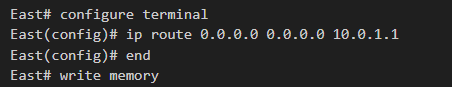 East# configure terminal
East(config)# ip route 0.0.0.0 0.0.0.0 10.0.1.1
East(config)# end
East# write memory